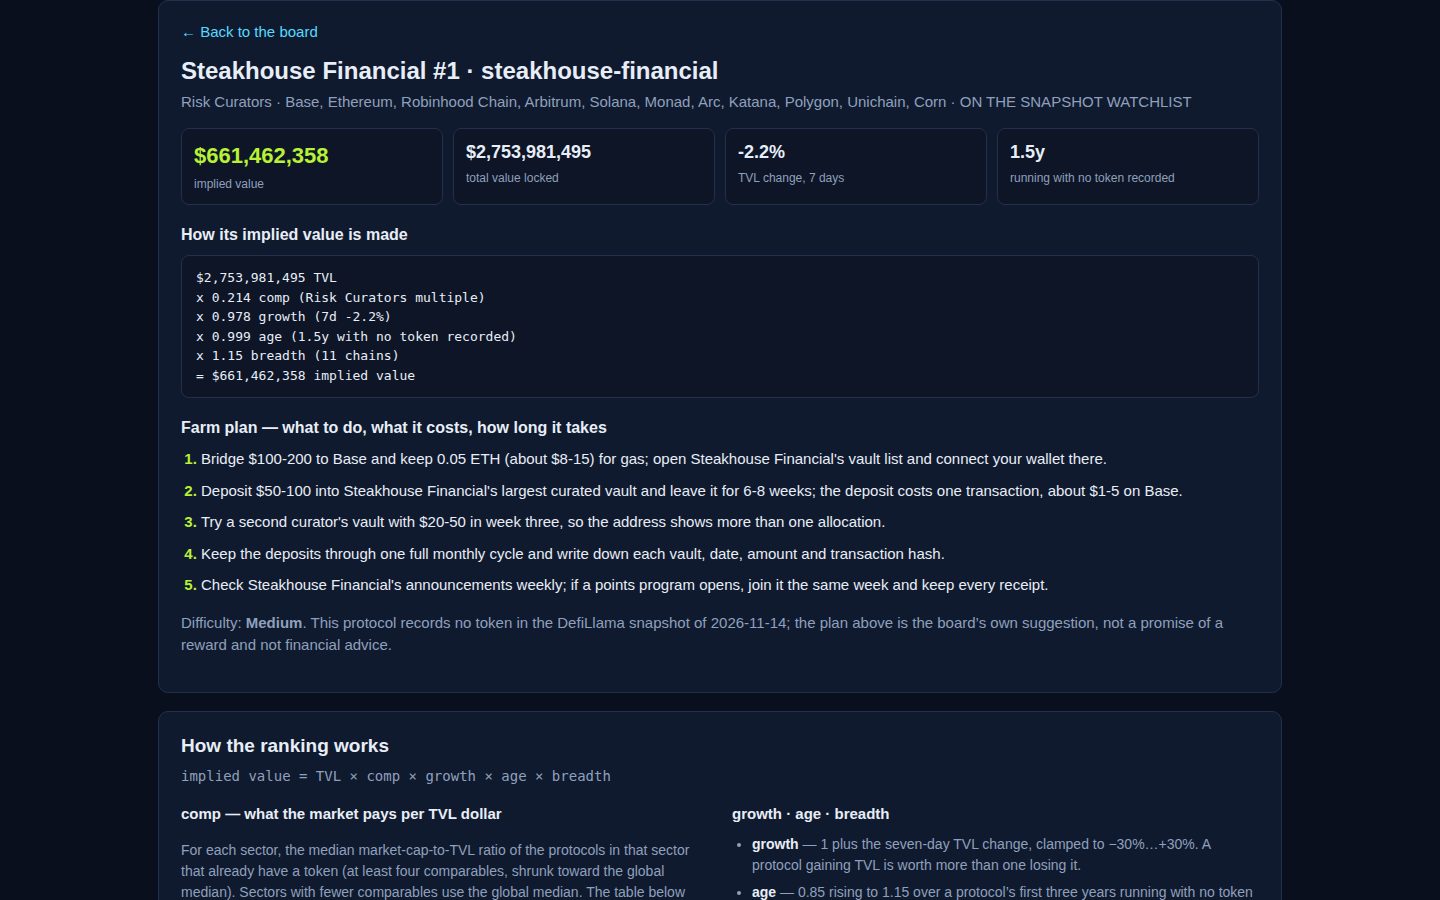 ← Back to the board
Steakhouse Financial #1 · steakhouse-financial
Risk Curators · Base, Ethereum, Robinhood Chain, Arbitrum, Solana, Monad, Arc, Katana, Polygon, Unichain, Corn · ON THE SNAPSHOT WATCHLIST
$661,462,358
implied value
$2,753,981,495
total value locked
-2.2%
TVL change, 7 days
1.5y
running with no token recorded
How its implied value is made
$2,753,981,495 TVL
x 0.214 comp (Risk Curators multiple)
x 0.978 growth (7d -2.2%)
x 0.999 age (1.5y with no token recorded)
x 1.15 breadth (11 chains)
= $661,462,358 implied value
Farm plan — what to do, what it costs, how long it takes
1. Bridge $100-200 to Base and keep 0.05 ETH (about $8-15) for gas; open Steakhouse Financial's vault list and connect your wallet there.
2. Deposit $50-100 into Steakhouse Financial's largest curated vault and leave it for 6-8 weeks; the deposit costs one transaction, about $1-5 on Base.
3. Try a second curator's vault with $20-50 in week three, so the address shows more than one allocation.
4. Keep the deposits through one full monthly cycle and write down each vault, date, amount and transaction hash.
5. Check Steakhouse Financial's announcements weekly; if a points program opens, join it the same week and keep every receipt.
Difficulty: Medium. This protocol records no token in the DefiLlama snapshot of 2026-11-14; the plan above is the board's own suggestion, not a promise of a
reward and not financial advice.
How the ranking works
implied value = TVL × comp × growth × age × breadth
comp — what the market pays per TVL dollar
For each sector, the median market-cap-to-TVL ratio of the protocols in that sector
that already have a token (at least four comparables, shrunk toward the global
median). Sectors with fewer comparables use the global median. The table below
growth · age · breadth
• growth — 1 plus the seven-day TVL change, clamped to −30%…+30%. A
protocol gaining TVL is worth more than one losing it.
• age — 0.85 rising to 1.15 over a protocol's first three years running with no token